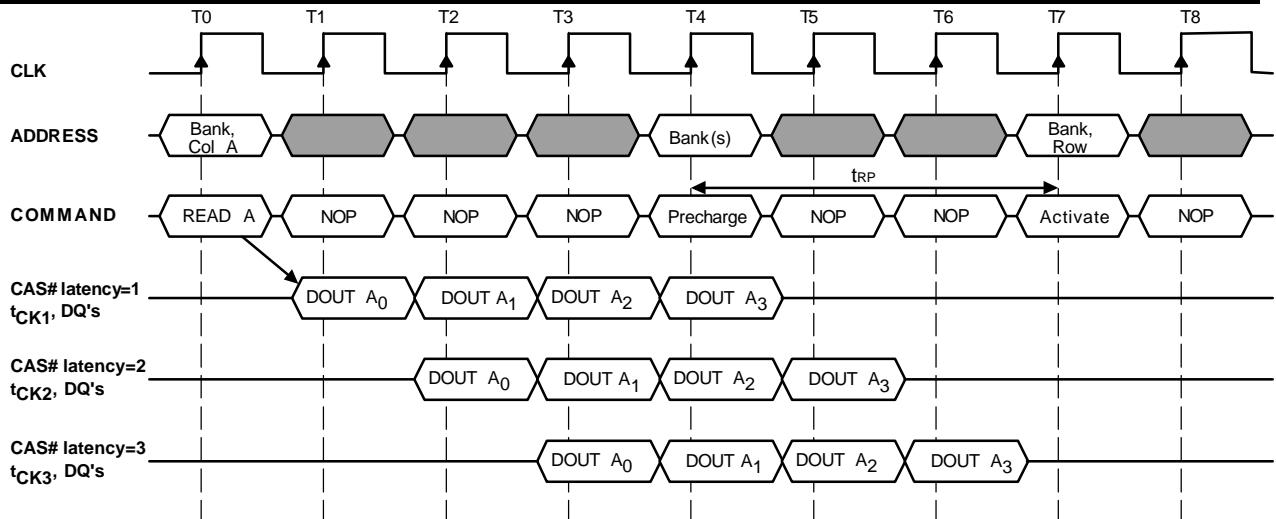 T0 T1 T2 T3 T4 T5 T6 T7 T8
CLK
ADDRESS
Bank, Col A
Bank(s)
Bank, Row
tRP
COMMAND
READ A NOP NOP NOP Precharge NOP NOP Activate NOP
CAS# latency=1
tCK1, DQ's
DOUT A0 DOUT A1 DOUT A2 DOUT A3
CAS# latency=2
tCK2, DQ's
DOUT A0 DOUT A1 DOUT A2 DOUT A3
CAS# latency=3
tCK3, DQ's
DOUT A0 DOUT A1 DOUT A2 DOUT A3